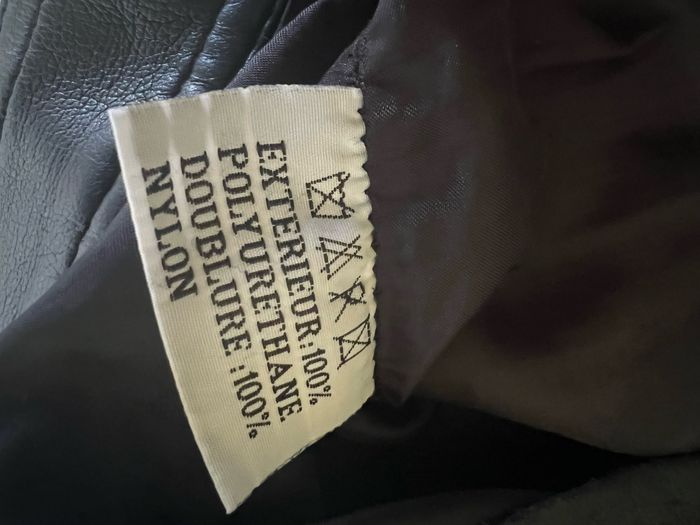 EXTERIEUR:100%
POLYURETHANE
DOUBLURE :100%
NYLON